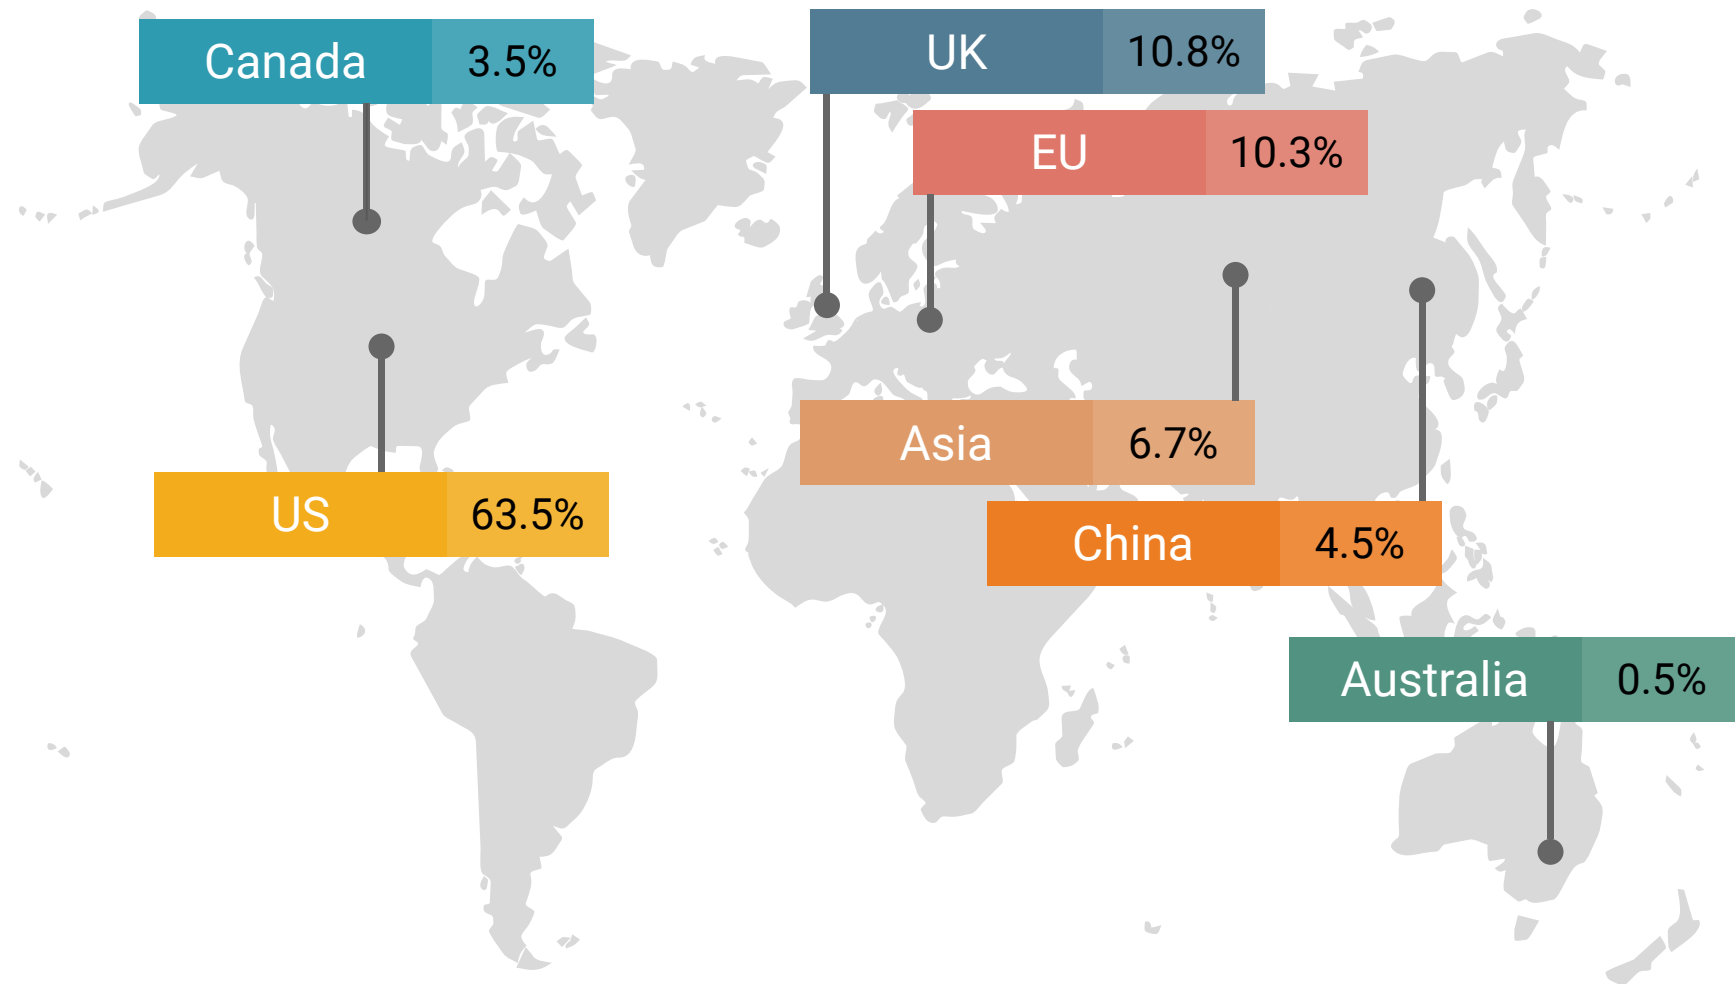 Canada 3.5%
UK 10.8%
EU 10.3%
Asia 6.7%
US 63.5%
China 4.5%
Australia 0.5%